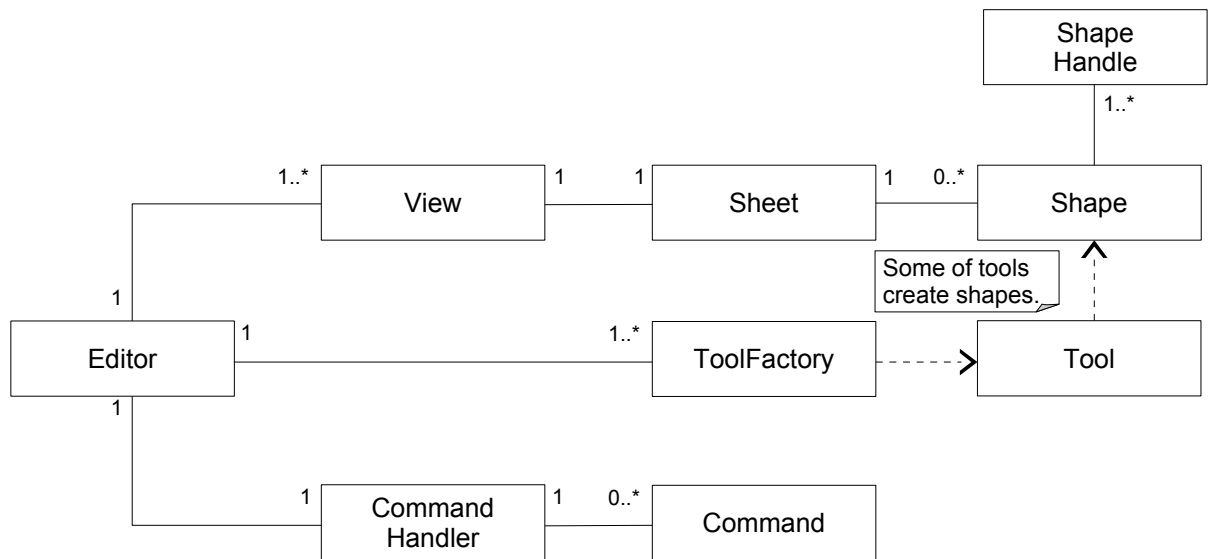 Shape
Handle
1..*
1..*
View
1
1
Sheet
1
0..*
Shape
Some of tools
create shapes.
1
Editor
1
1..*
ToolFactory
Tool
1
1
Command
Handler
1
0..*
Command